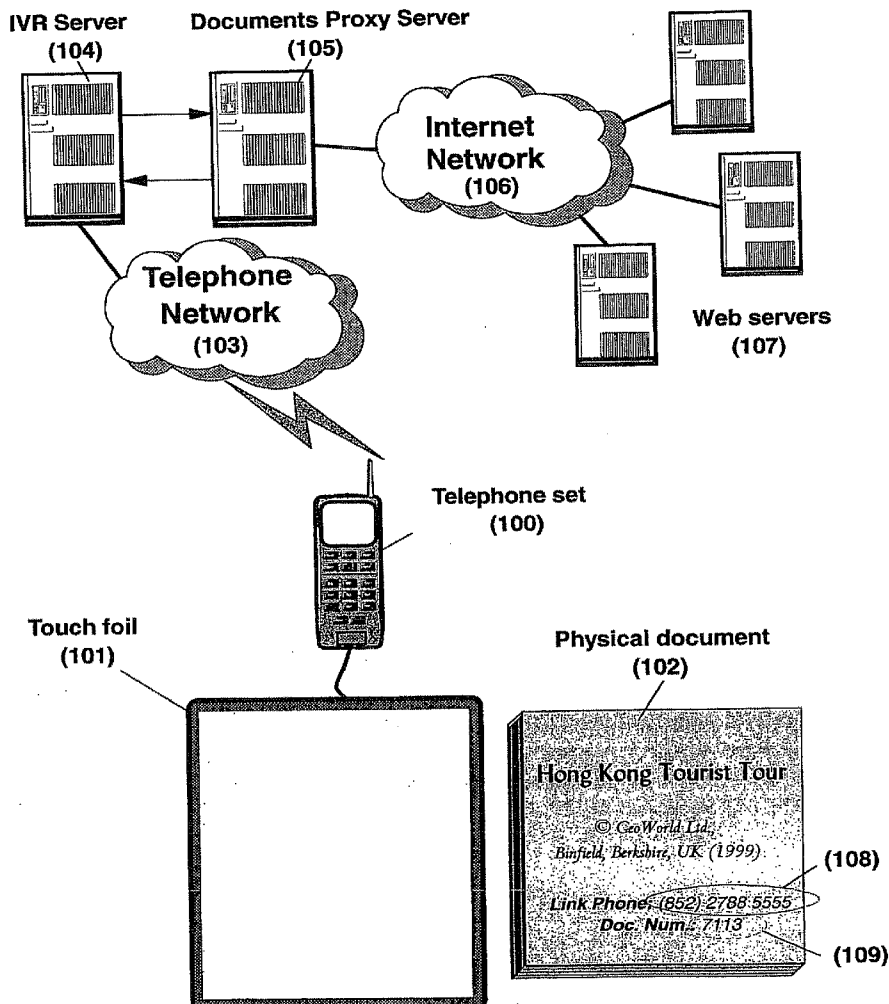 IVR Server
(104)
Documents Proxy Server
(105)
Internet
Network
(106)
Telephone
Network
(103)
Web servers
(107)
Telephone set
(100)
Touch foil
(101)
Physical document
(102)
Hong Kong Tourist Tour
© GeoWorld Ltd.,
Binfield, Berkshire, UK (1999)
(108)
Link Phone: (852) 2788 5555
Doc. Num.: 7113
(109)